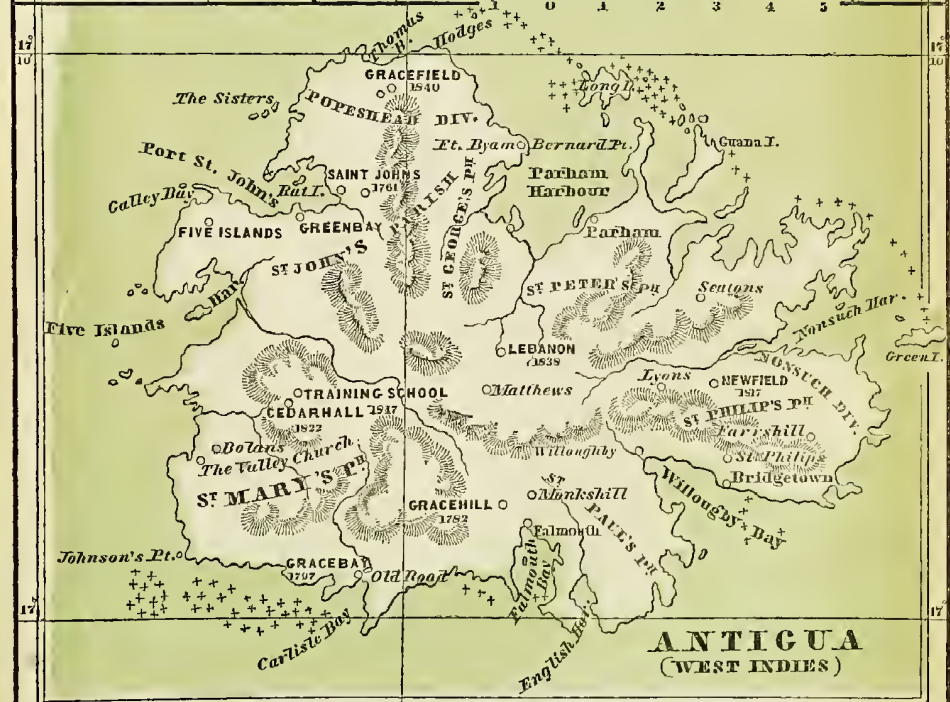 1 0 1 2 3 4 5
17°
10'
17°
10'
Thomas H.
Hodges
GRACEFIELD
1840
Long I.
The Sisters
POPESHEAD DIV.
Ft. Byam
Bernard Pt.
Guana I.
Port St. John's
Rat I.
SAINT JOHNS
1761
Parham
Harbour
Galley Bay
FIVE ISLANDS
GREENBAY
ST JOHN'S PARISH
ST GEORGE'S PH
Parham
ST PETER'S PH
Seatons
Har.
Five Islands
Nonsuch Har.
Green I.
LEBANON
1838
Lyons
NEWFIELD
1817
NONSUCH DIV.
TRAINING SCHOOL
1847
Matthews
CEDARHALL
1822
ST PHILIP'S PH
Farrshill
Bolans
The Valley Church
Willoughby
St. Philips
Bridgetown
ST MARY'S PH
GRACEHILL
1782
ST PAUL'S PH
Monkshill
Willougby Bay
Falmouth
Johnson's Pt.
GRACEBAY
1797
Old Road
Falmouth Bay
17°
17°
Carlisle Bay
English Har.
ANTIGUA
(WEST INDIES)